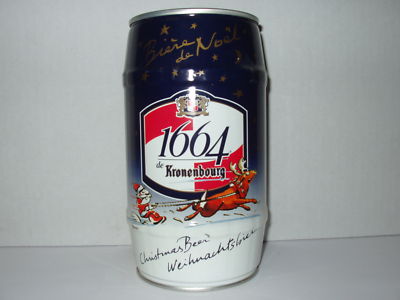 Bière
de Noël
1664
de Kronenbourg
Christmas Beer
Weihnachtsbier